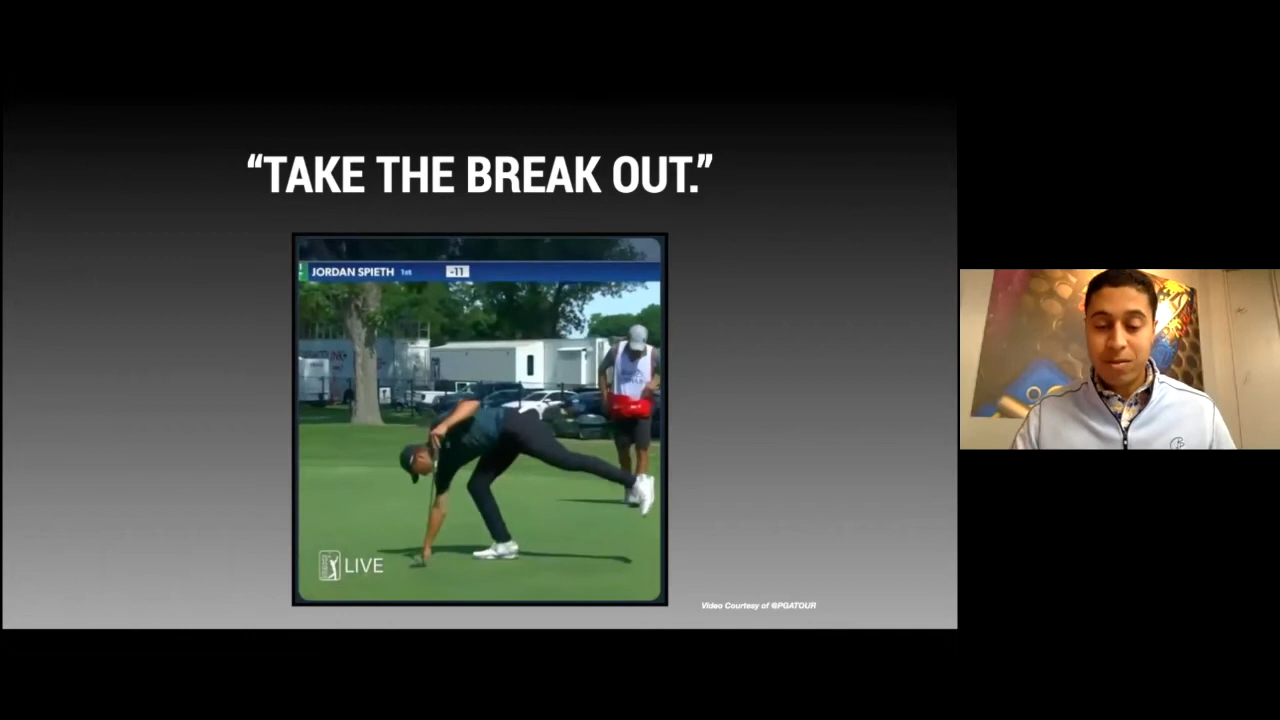 “TAKE THE BREAK OUT.”
JORDAN SPIETH 1st -11
LIVE
Video Courtesy of @PGATOUR